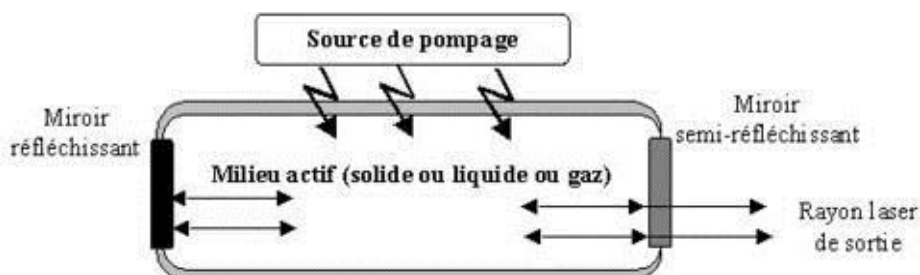 Source de pompage
Miroir
réfléchissant
Miroir
semi-réfléchissant
Milieu actif (solide ou liquide ou gaz)
Rayon laser
de sortie